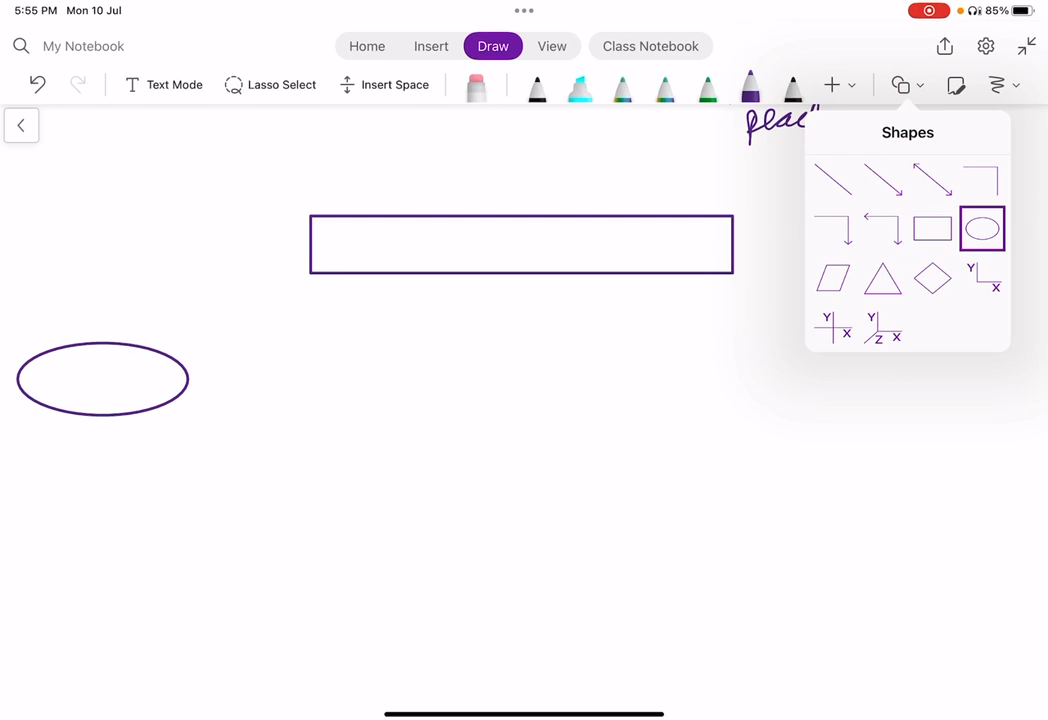 5:55 PM Mon 10 Jul
85%
My Notebook
Home
Insert
Draw
View
Class Notebook
Text Mode
Lasso Select
Insert Space
Shapes
Y
X
Y
X
Y
Z
X